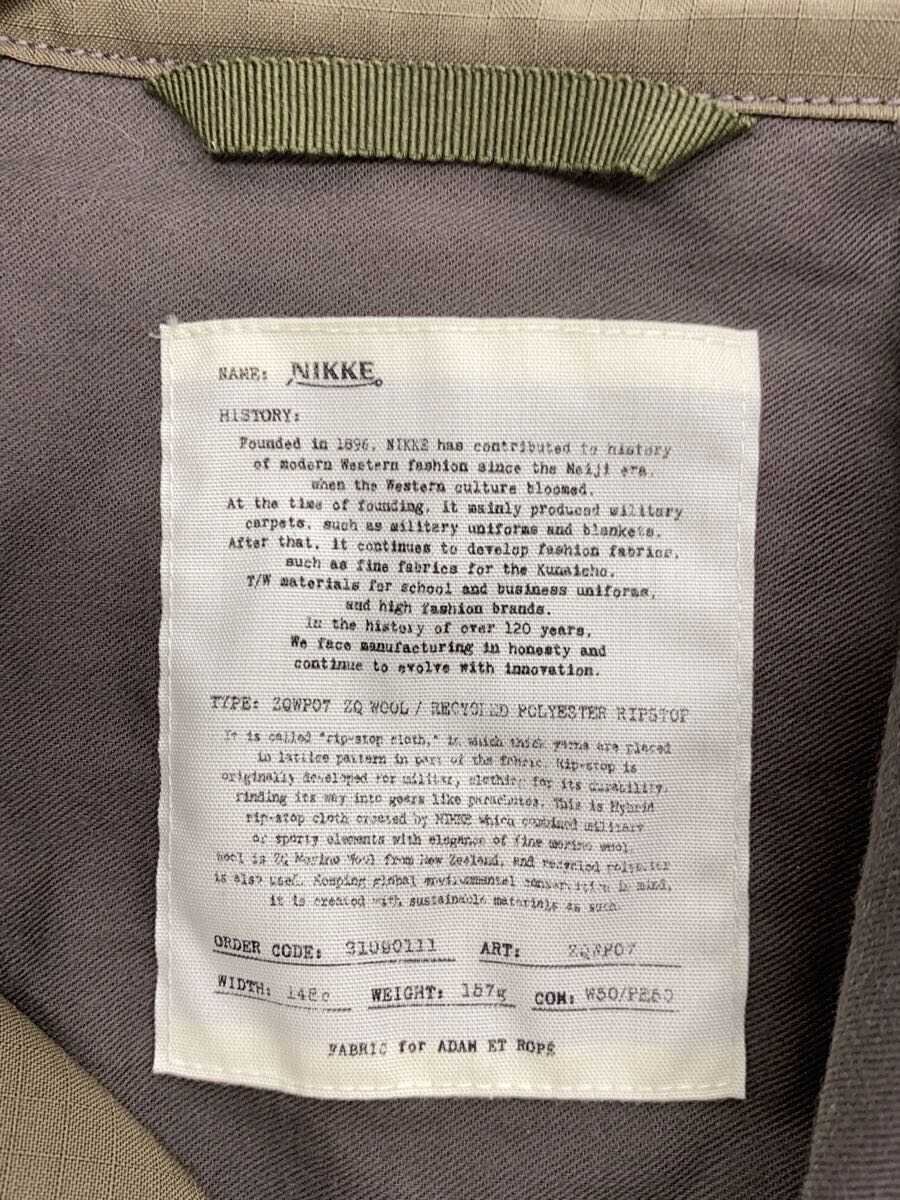 NAME: NIKKE
HISTORY:
Founded in 1896, NIKKE has contributed to history
of modern Western fashion since the Meiji era,
when the Western culture bloomed.
At the time of founding, it mainly produced military
carpets, such as military uniforms and blankets.
After that, it continues to develop fashion fabrics,
such as fine fabrics for the Kunaicho,
T/W materials for school and business uniforms,
and high fashion brands.
In the history of over 120 years,
We face manufacturing in honesty and
continue to evolve with innovation.
TYPE: ZQWP07 ZQ WOOL / RECYCLED POLYESTER RIPSTOP
It is called "rip-stop cloth," in which thick yarns are placed
in lattice pattern in part of the fabric. Rip-stop is
originally developed for military clothing for its durability,
finding its way into gears like parachutes. This is Hybrid
rip-stop cloth created by NIKKE which combined military
or sporty elements with elegance of fine merino wool.
Wool is ZQ Merino Wool from New Zealand, and recycled polyester
is also used. Keeping global environmental conservation in mind,
it is created with sustainable materials as such.
ORDER CODE: 31080111 ART: ZQWP07
WIDTH: 148c WEIGHT: 157g COM: W50/PE50
FABRIC for ADAM ET ROPÉ